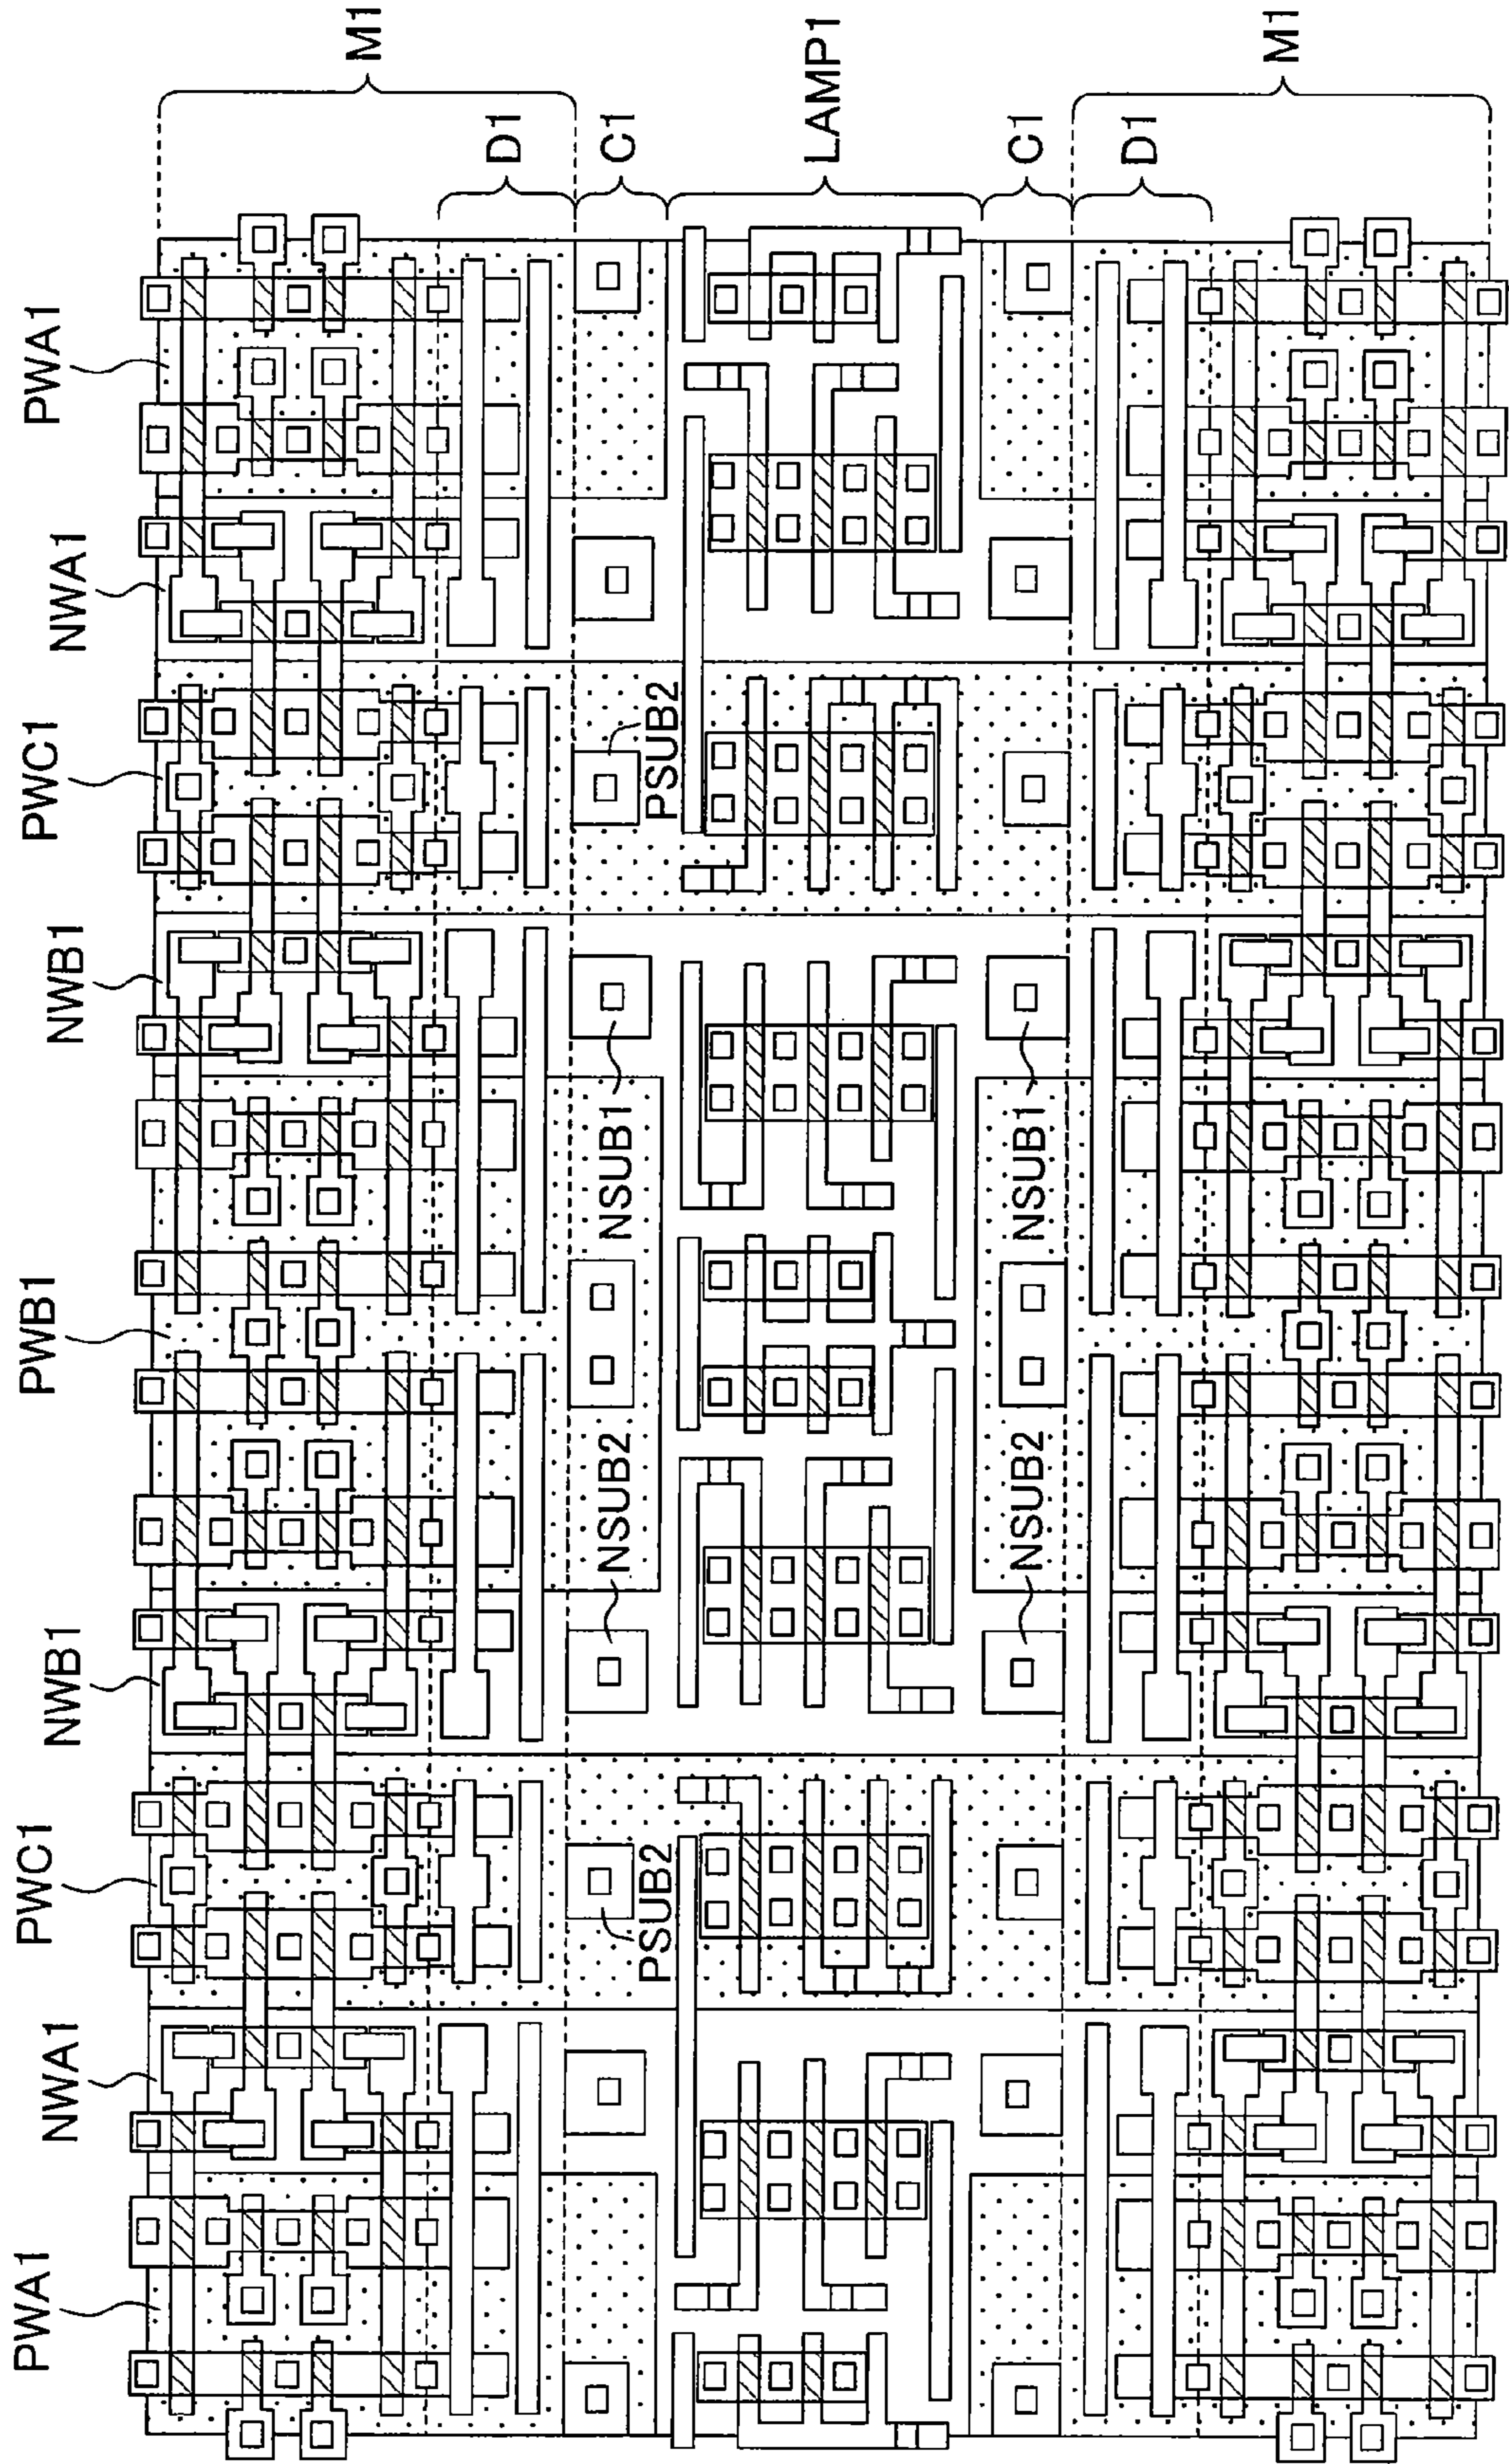 PWA1
NWA1
PWC1
NWB1
PWB1
NWB1
PWC1
NWA1
PWA1
M1
D1
C1
NSUB2
NSUB1
PSUB2
PSUB2
LAMP1
C1
NSUB2
NSUB1
D1
M1